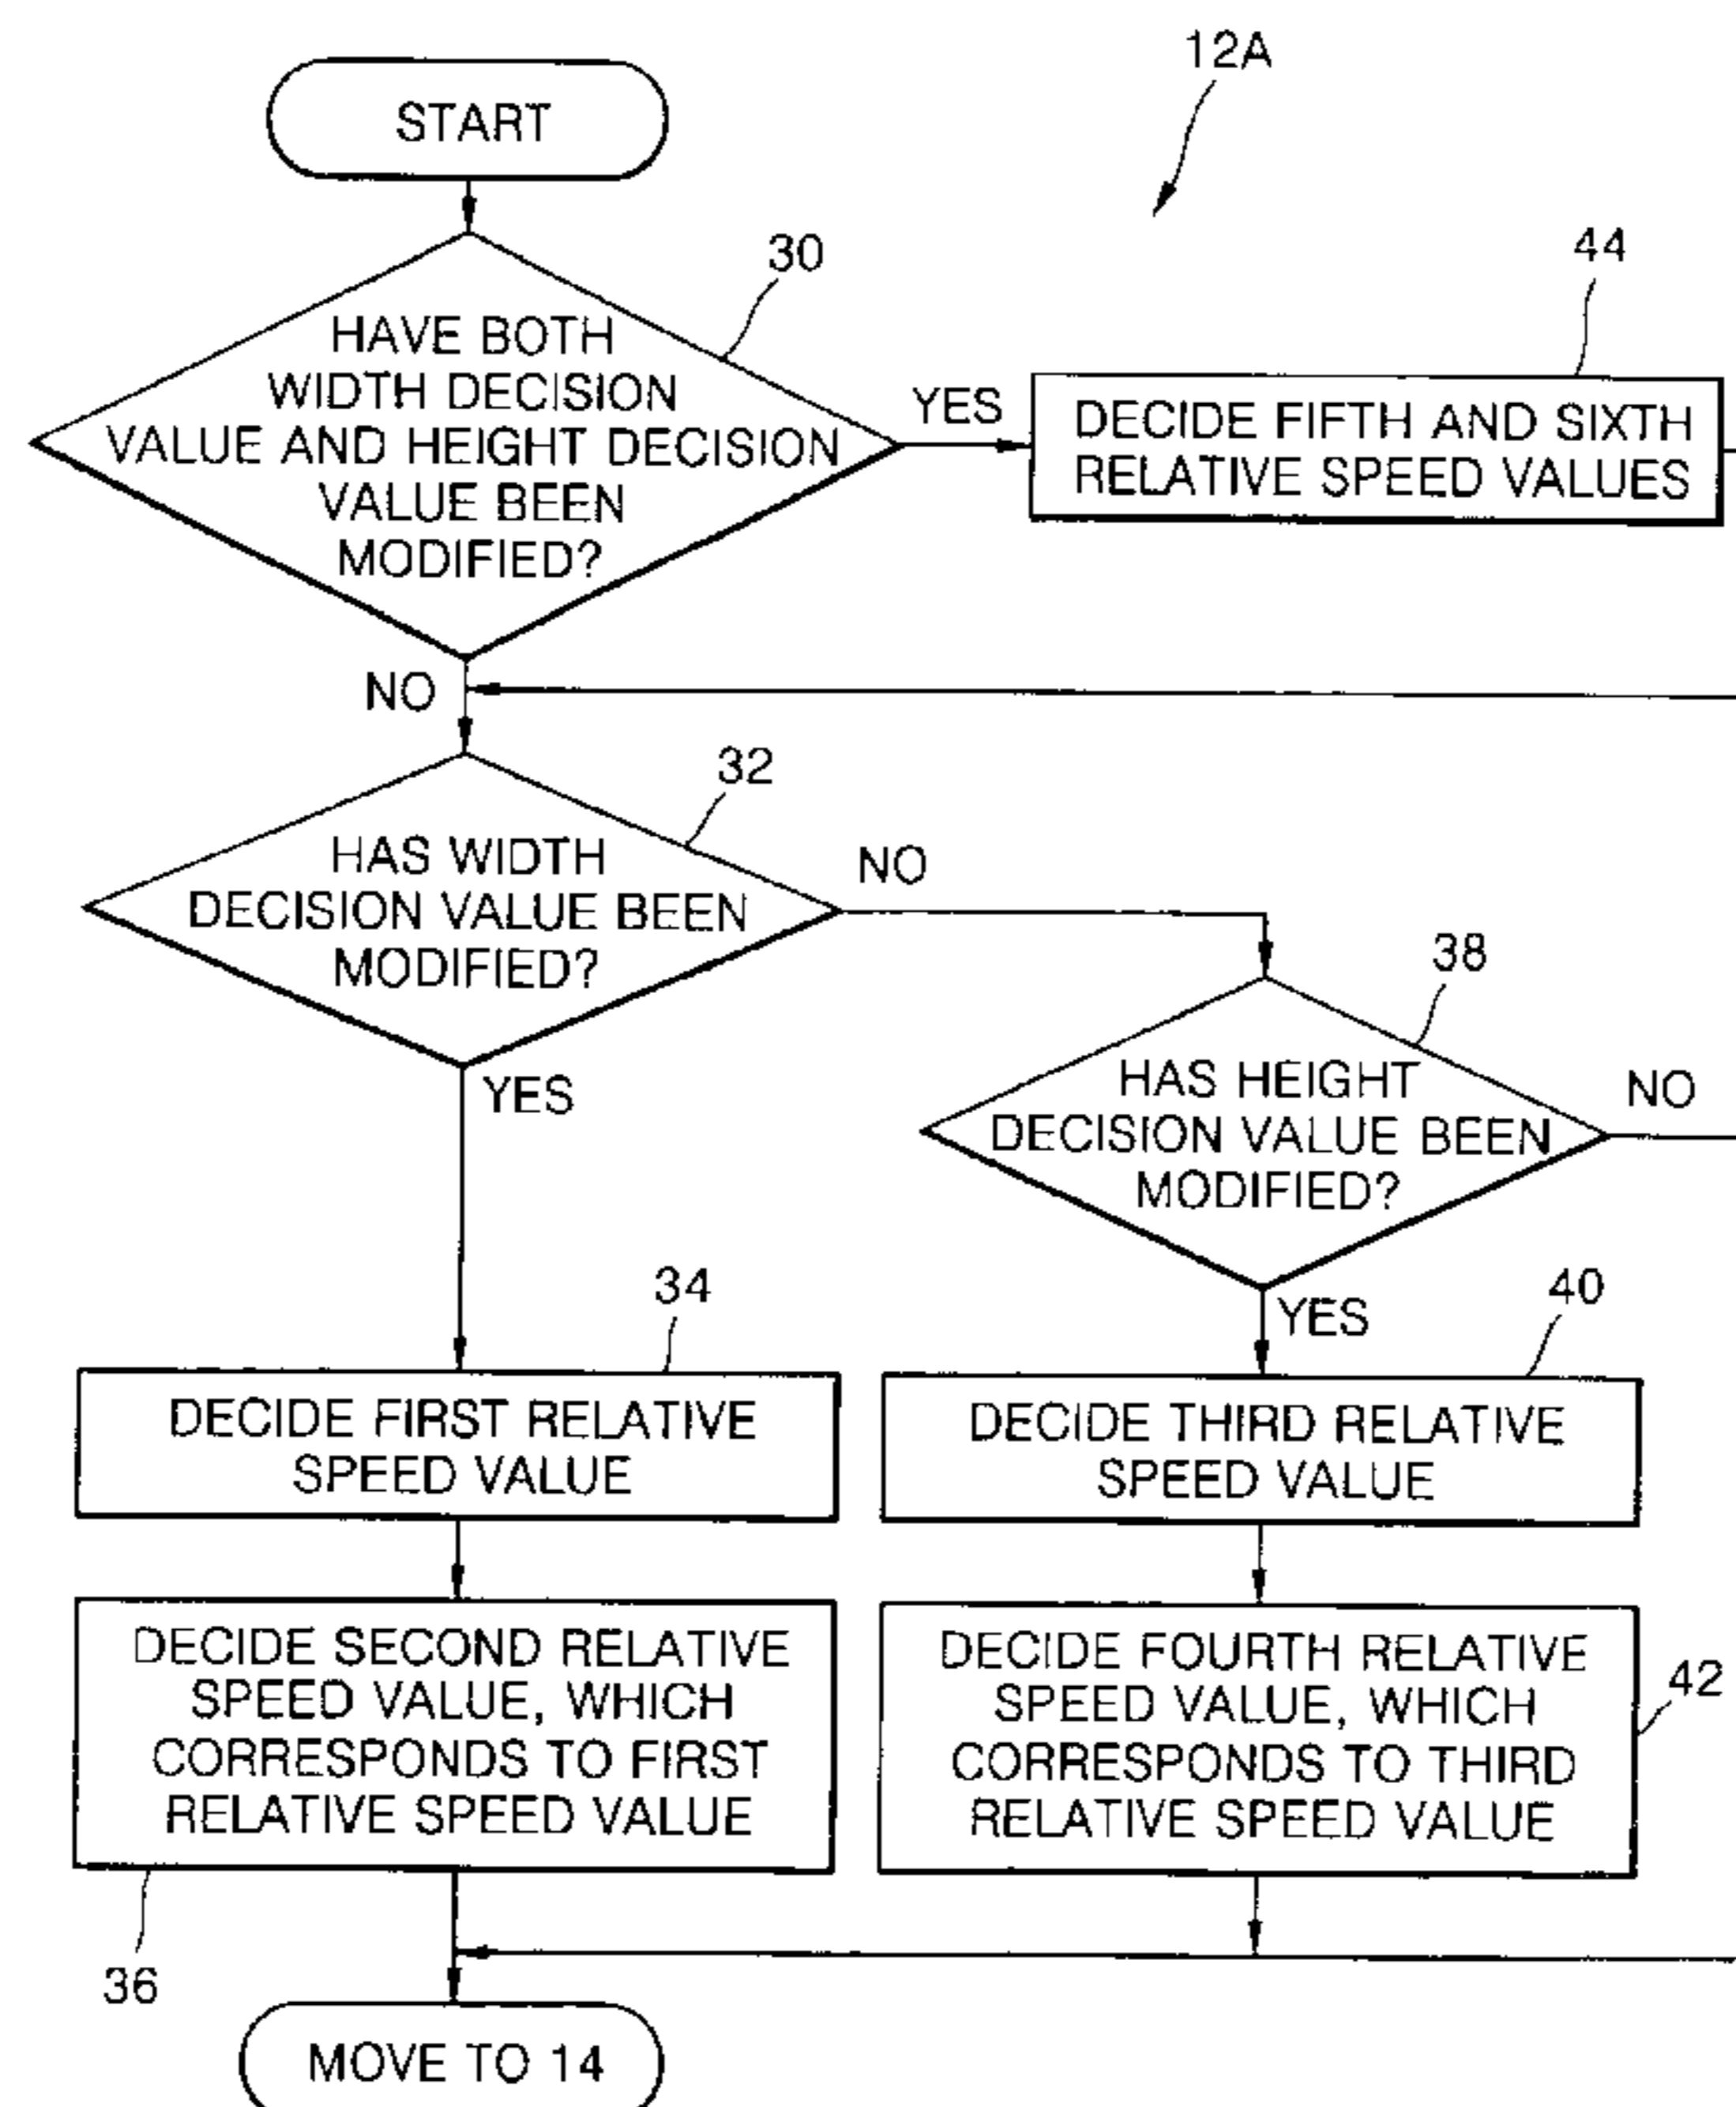 12A
START
30
HAVE BOTH
WIDTH DECISION
VALUE AND HEIGHT DECISION
VALUE BEEN
MODIFIED?
YES
44
DECIDE FIFTH AND SIXTH
RELATIVE SPEED VALUES
NO
32
HAS WIDTH
DECISION VALUE BEEN
MODIFIED?
NO
YES
38
HAS HEIGHT
DECISION VALUE BEEN
MODIFIED?
NO
YES
34
DECIDE FIRST RELATIVE
SPEED VALUE
40
DECIDE THIRD RELATIVE
SPEED VALUE
DECIDE SECOND RELATIVE
SPEED VALUE, WHICH
CORRESPONDS TO FIRST
RELATIVE SPEED VALUE
36
DECIDE FOURTH RELATIVE
SPEED VALUE, WHICH
CORRESPONDS TO THIRD
RELATIVE SPEED VALUE
42
MOVE TO 14